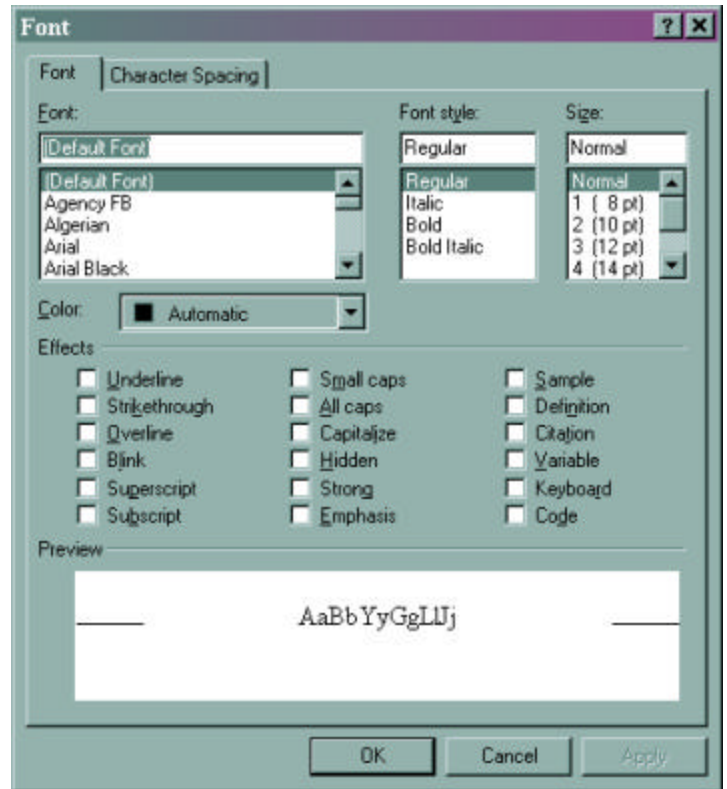 Font
? X
Font Character Spacing
Font: Font style: Size:
(Default Font) Regular Normal
(Default Font) Regular Normal
Agency FB Italic 1 ( 8 pt)
Algerian Bold 2 (10 pt)
Arial Bold Italic 3 (12 pt)
Arial Black 4 (14 pt)
Color: Automatic
Effects
Underline Small caps Sample
Strikethrough All caps Definition
Overline Capitalize Citation
Blink Hidden Variable
Superscript Strong Keyboard
Subscript Emphasis Code
Preview
AaBbYyGgLlJj
OK Cancel Apply